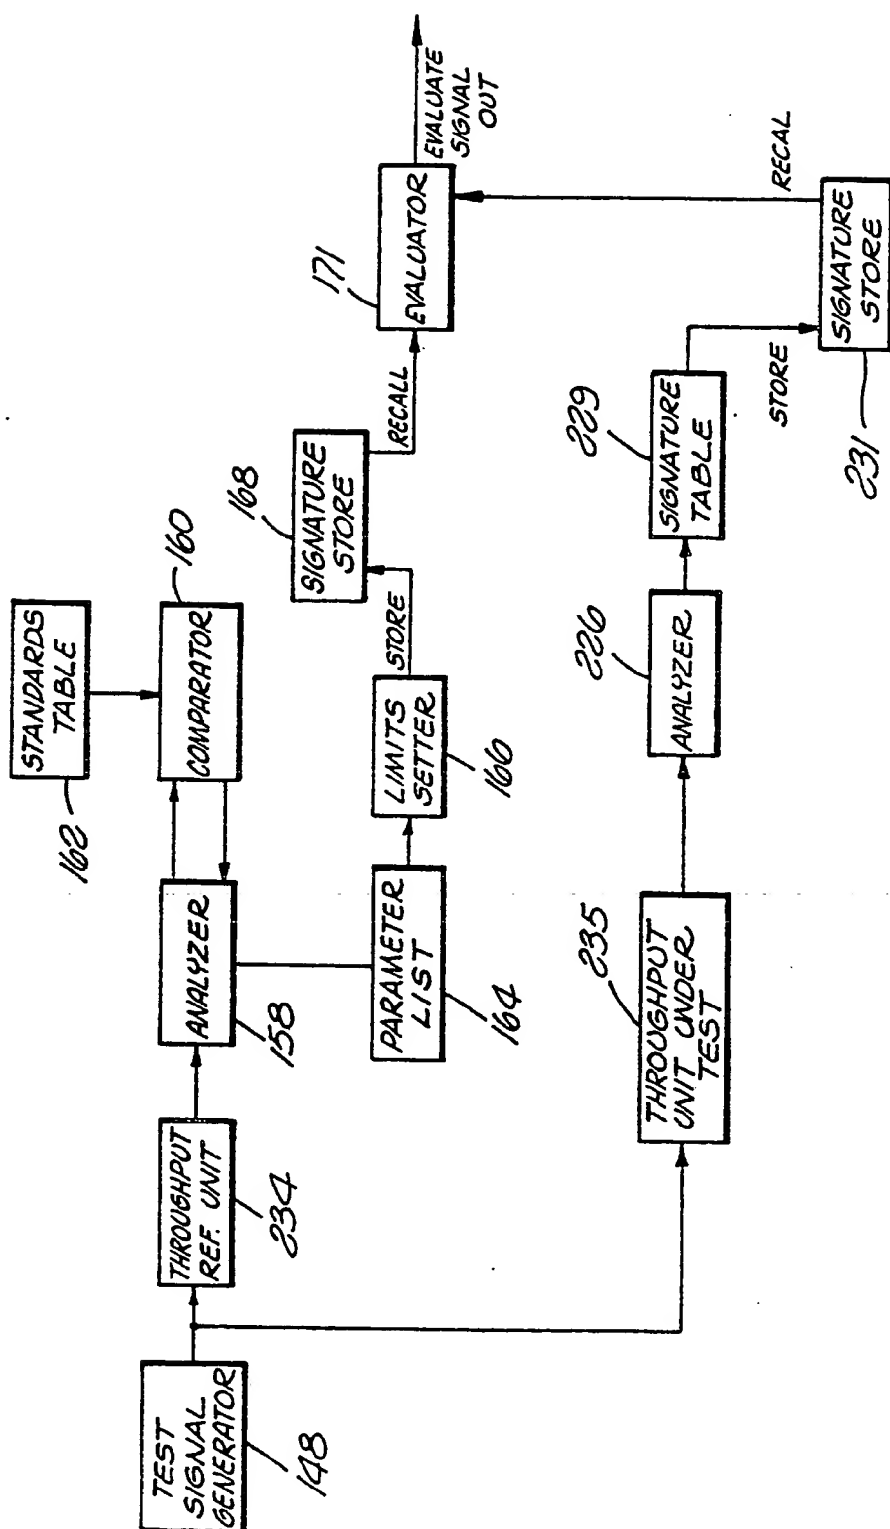 TEST
SIGNAL
GENERATOR
148
THROUGHPUT
REF. UNIT
234
ANALYZER
158
STANDARDS
TABLE
162
COMPARATOR
160
PARAMETER
LIST
164
LIMITS
SETTER
166
STORE
SIGNATURE
STORE
168
RECALL
EVALUATOR
171
EVALUATE
SIGNAL
OUT
THROUGHPUT
UNIT UNDER
TEST
235
ANALYZER
226
SIGNATURE
TABLE
229
STORE
SIGNATURE
STORE
231
RECAL